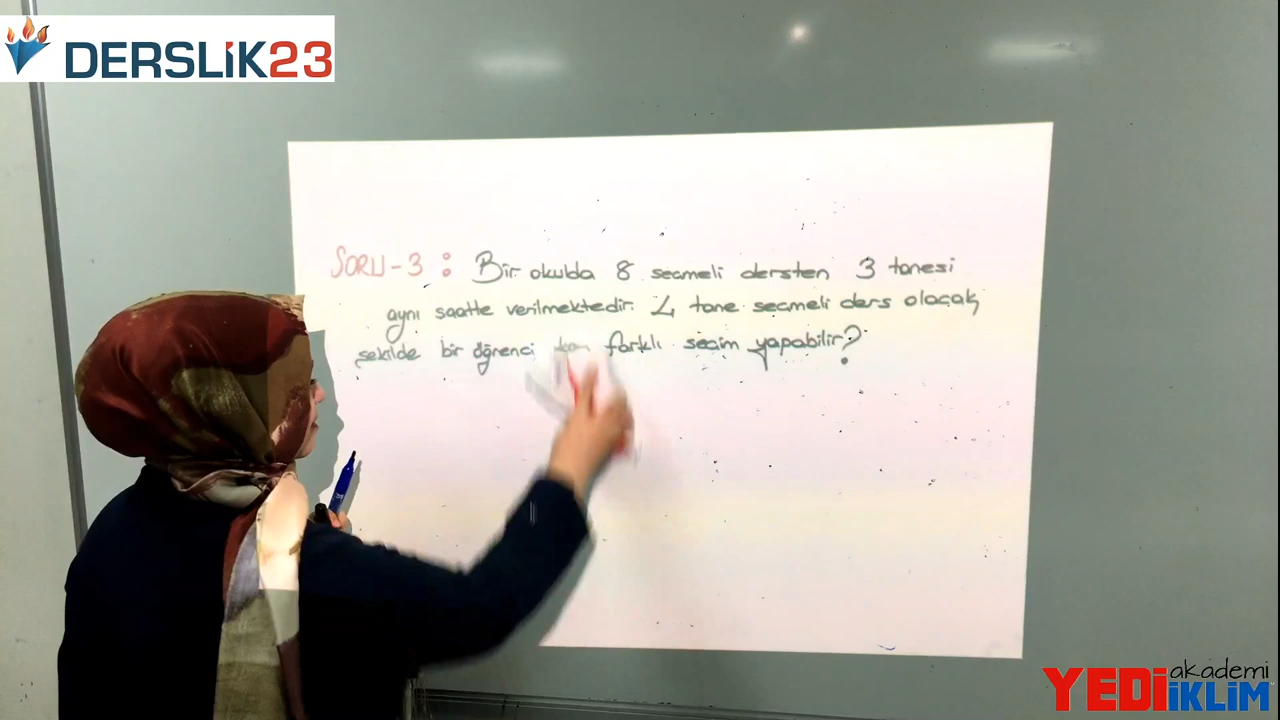 DERSLİK23
SORU-3: Bir okulda 8 seçmeli dersten 3 tanesi
aynı saatte verilmektedir. 4 tane seçmeli ders olacak
şekilde bir öğrenci kaç farklı seçim yapabilir?
YEDİ akademi
İKLİM